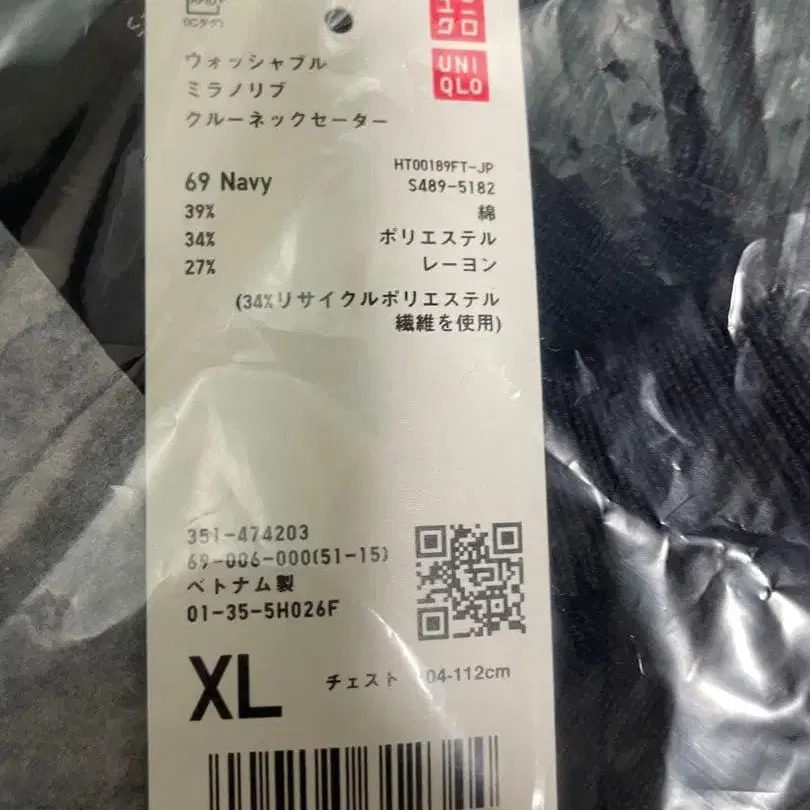 ICタグ
ユニ
クロ
UNI
QLO
ウォッシャブル
ミラノリブ
クルーネックセーター
HT00189FT-JP
69 Navy S489-5182
39% 綿
34% ポリエステル
27% レーヨン
(34%リサイクルポリエステル
繊維を使用)
351-474203
69-006-000(51-15)
ベトナム製
01-35-5H026F
XL チェスト 04-112cm